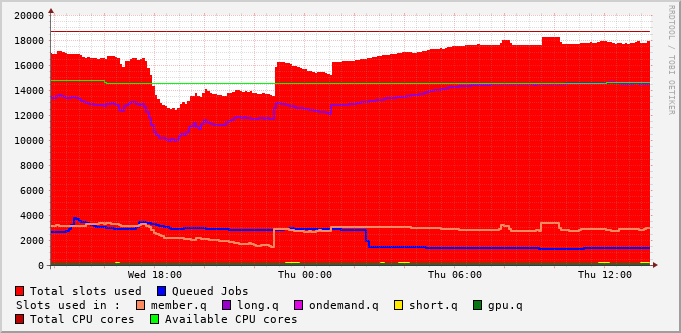 20000
18000
16000
14000
12000
10000
8000
6000
4000
2000
0
Wed 18:00 Thu 00:00 Thu 06:00 Thu 12:00
RRDTOOL / TOBI OETIKER
Total slots used Queued Jobs
Slots used in : member.q long.q ondemand.q short.q gpu.q
Total CPU cores Available CPU cores